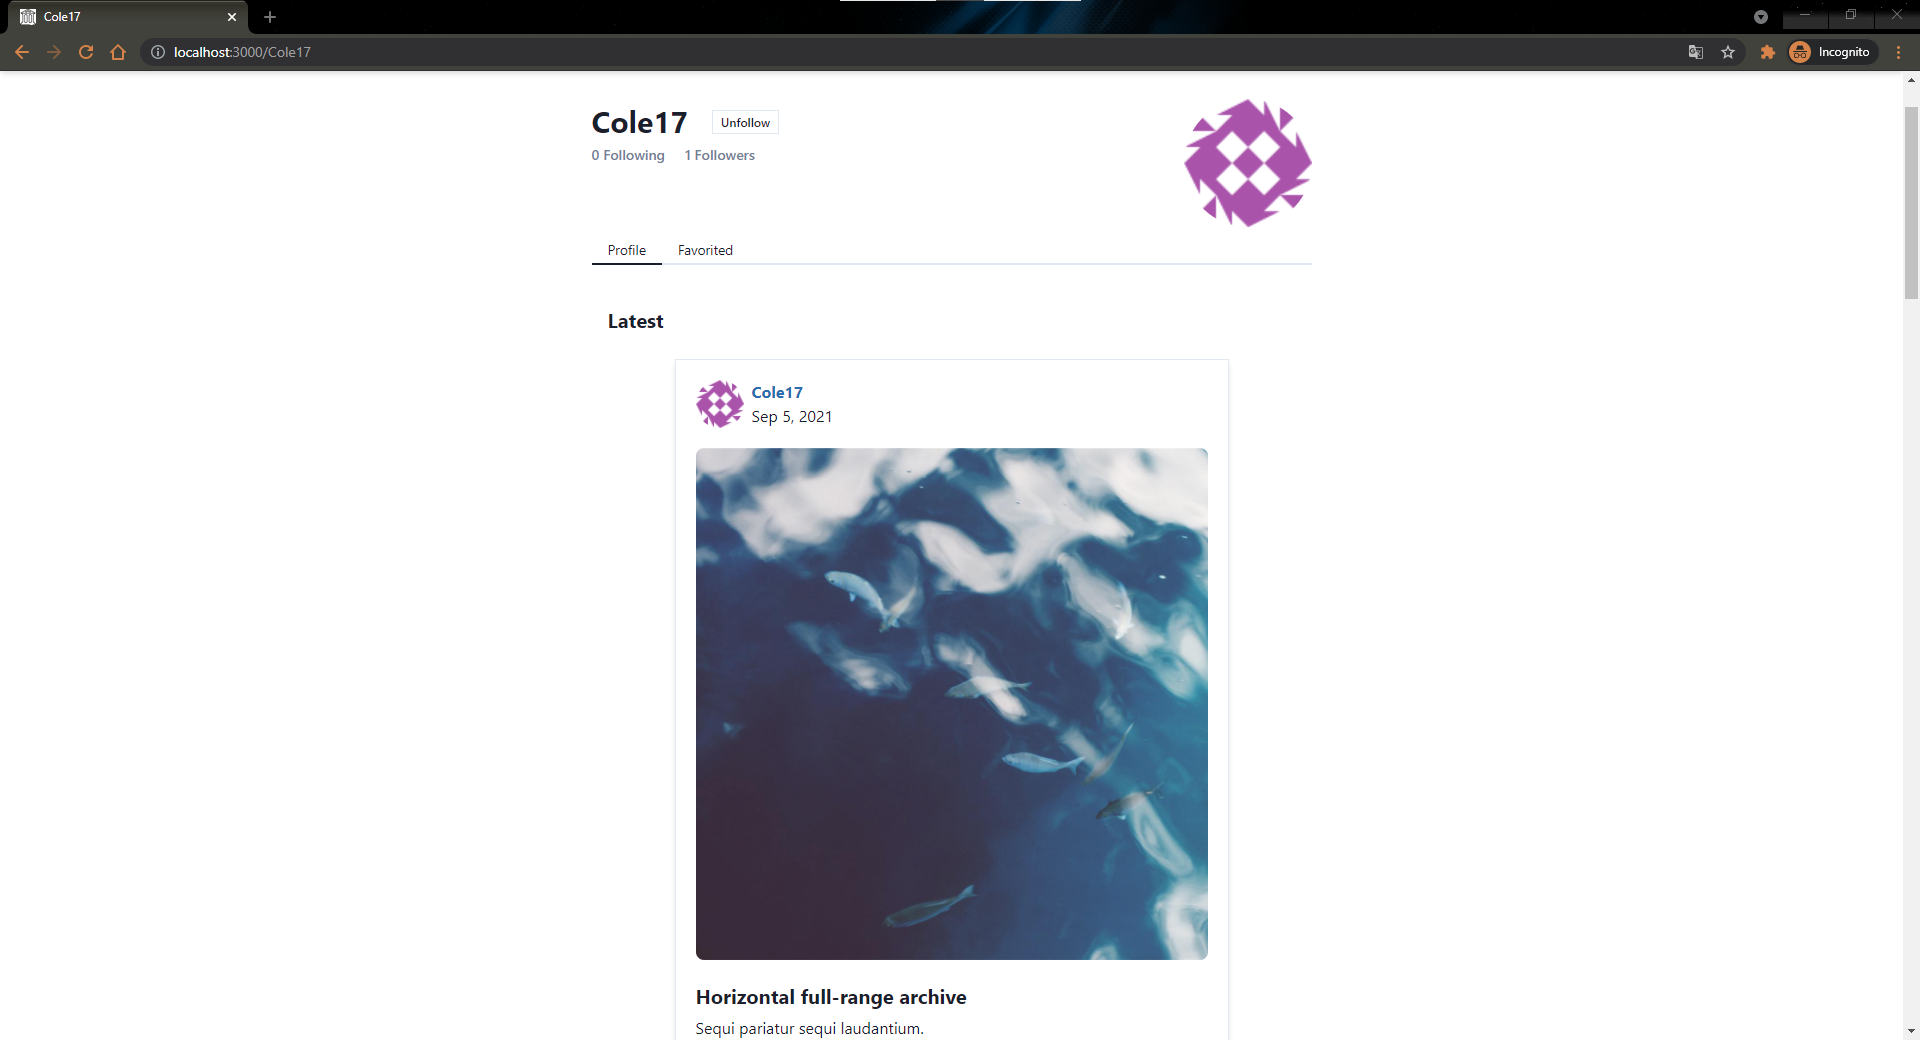 Cole17
localhost:3000/Cole17
Incognito
Cole17
Unfollow
0 Following
1 Followers
Profile
Favorited
Latest
Cole17
Sep 5, 2021
Horizontal full-range archive
Sequi pariatur sequi laudantium.